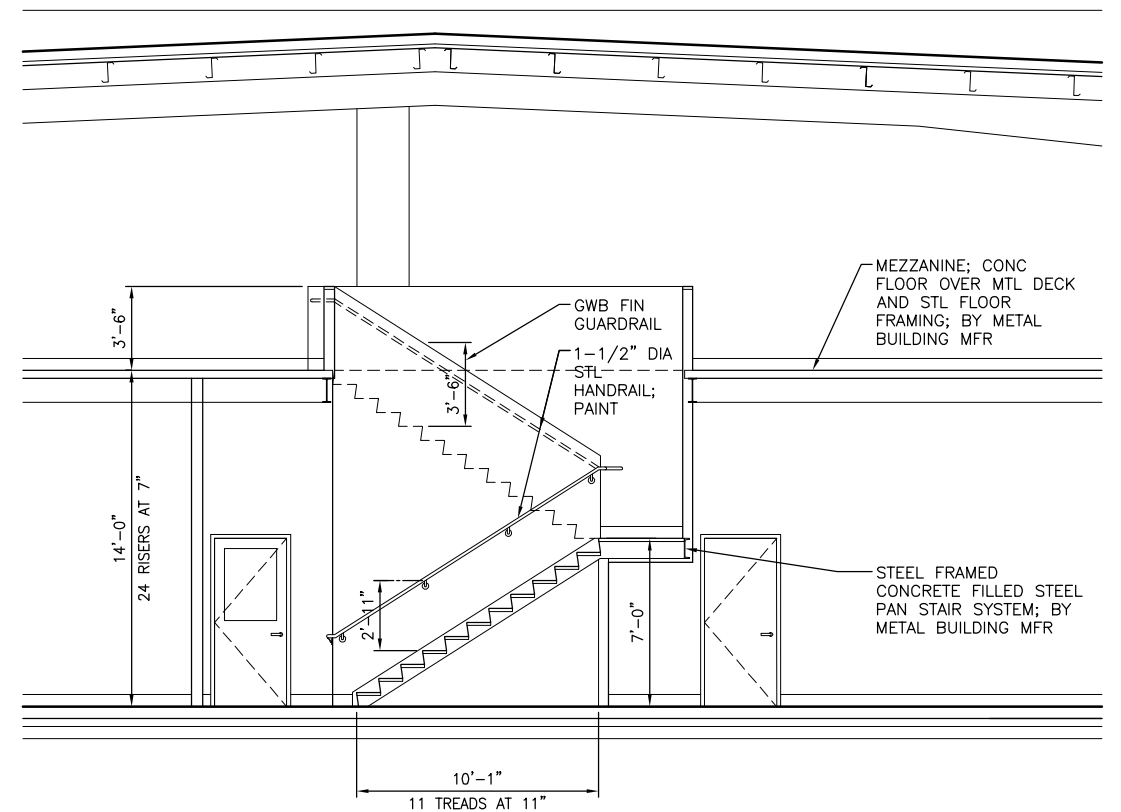 MEZZANINE; CONC
FLOOR OVER MTL DECK
AND STL FLOOR
FRAMING; BY METAL
BUILDING MFR
GWB FIN
GUARDRAIL
3'-6"
1-1/2" DIA
STL
HANDRAIL;
PAINT
3'-6"
14'-0"
24 RISERS AT 7"
2'-11"
7'-0"
STEEL FRAMED
CONCRETE FILLED STEEL
PAN STAIR SYSTEM; BY
METAL BUILDING MFR
10'-1"
11 TREADS AT 11"